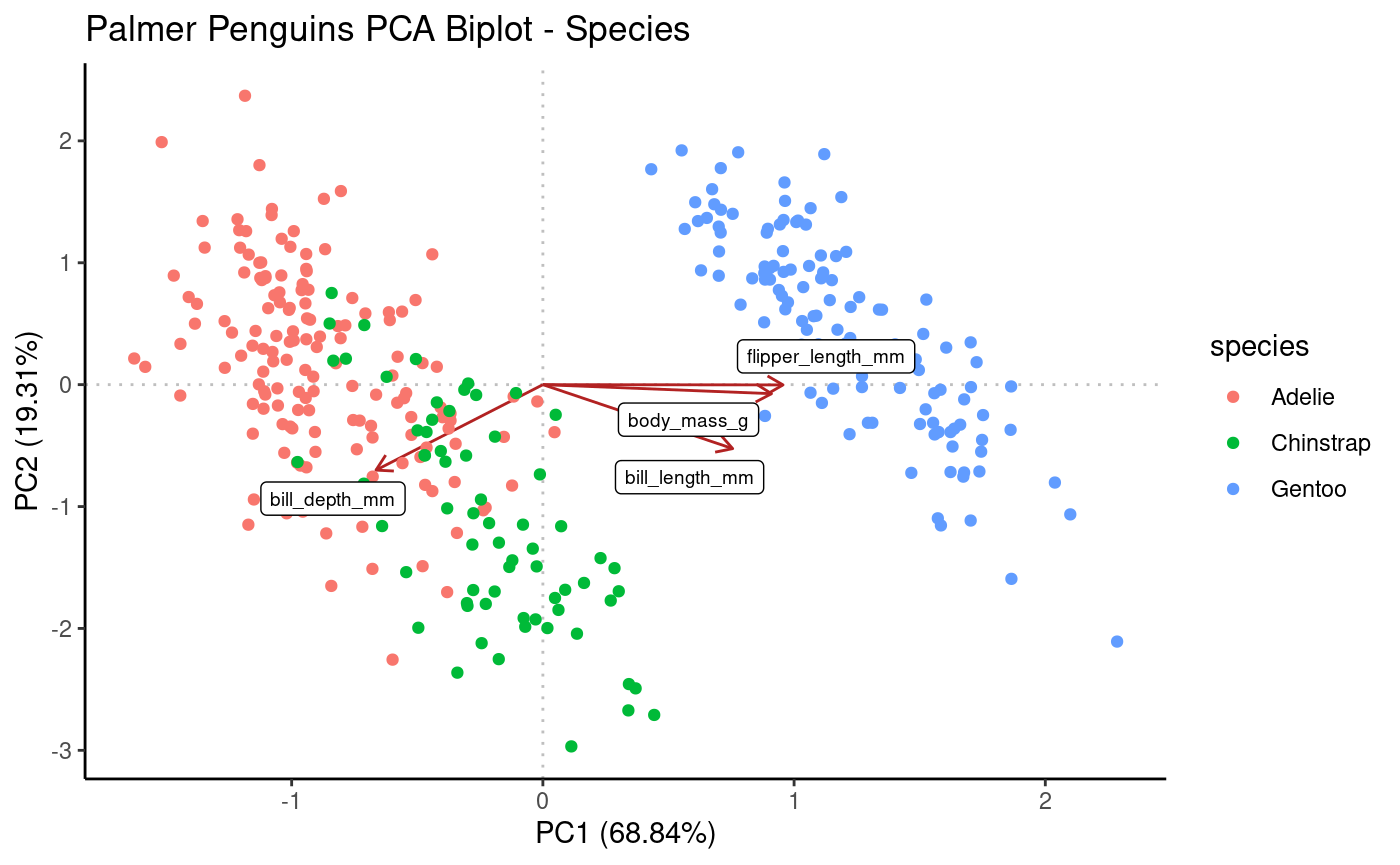 Palmer Penguins PCA Biplot - Species
PC2 (19.31%)
2
1
0
-1
-2
-3
flipper_length_mm
body_mass_g
bill_length_mm
bill_depth_mm
-1
0
1
2
PC1 (68.84%)
species
Adelie
Chinstrap
Gentoo